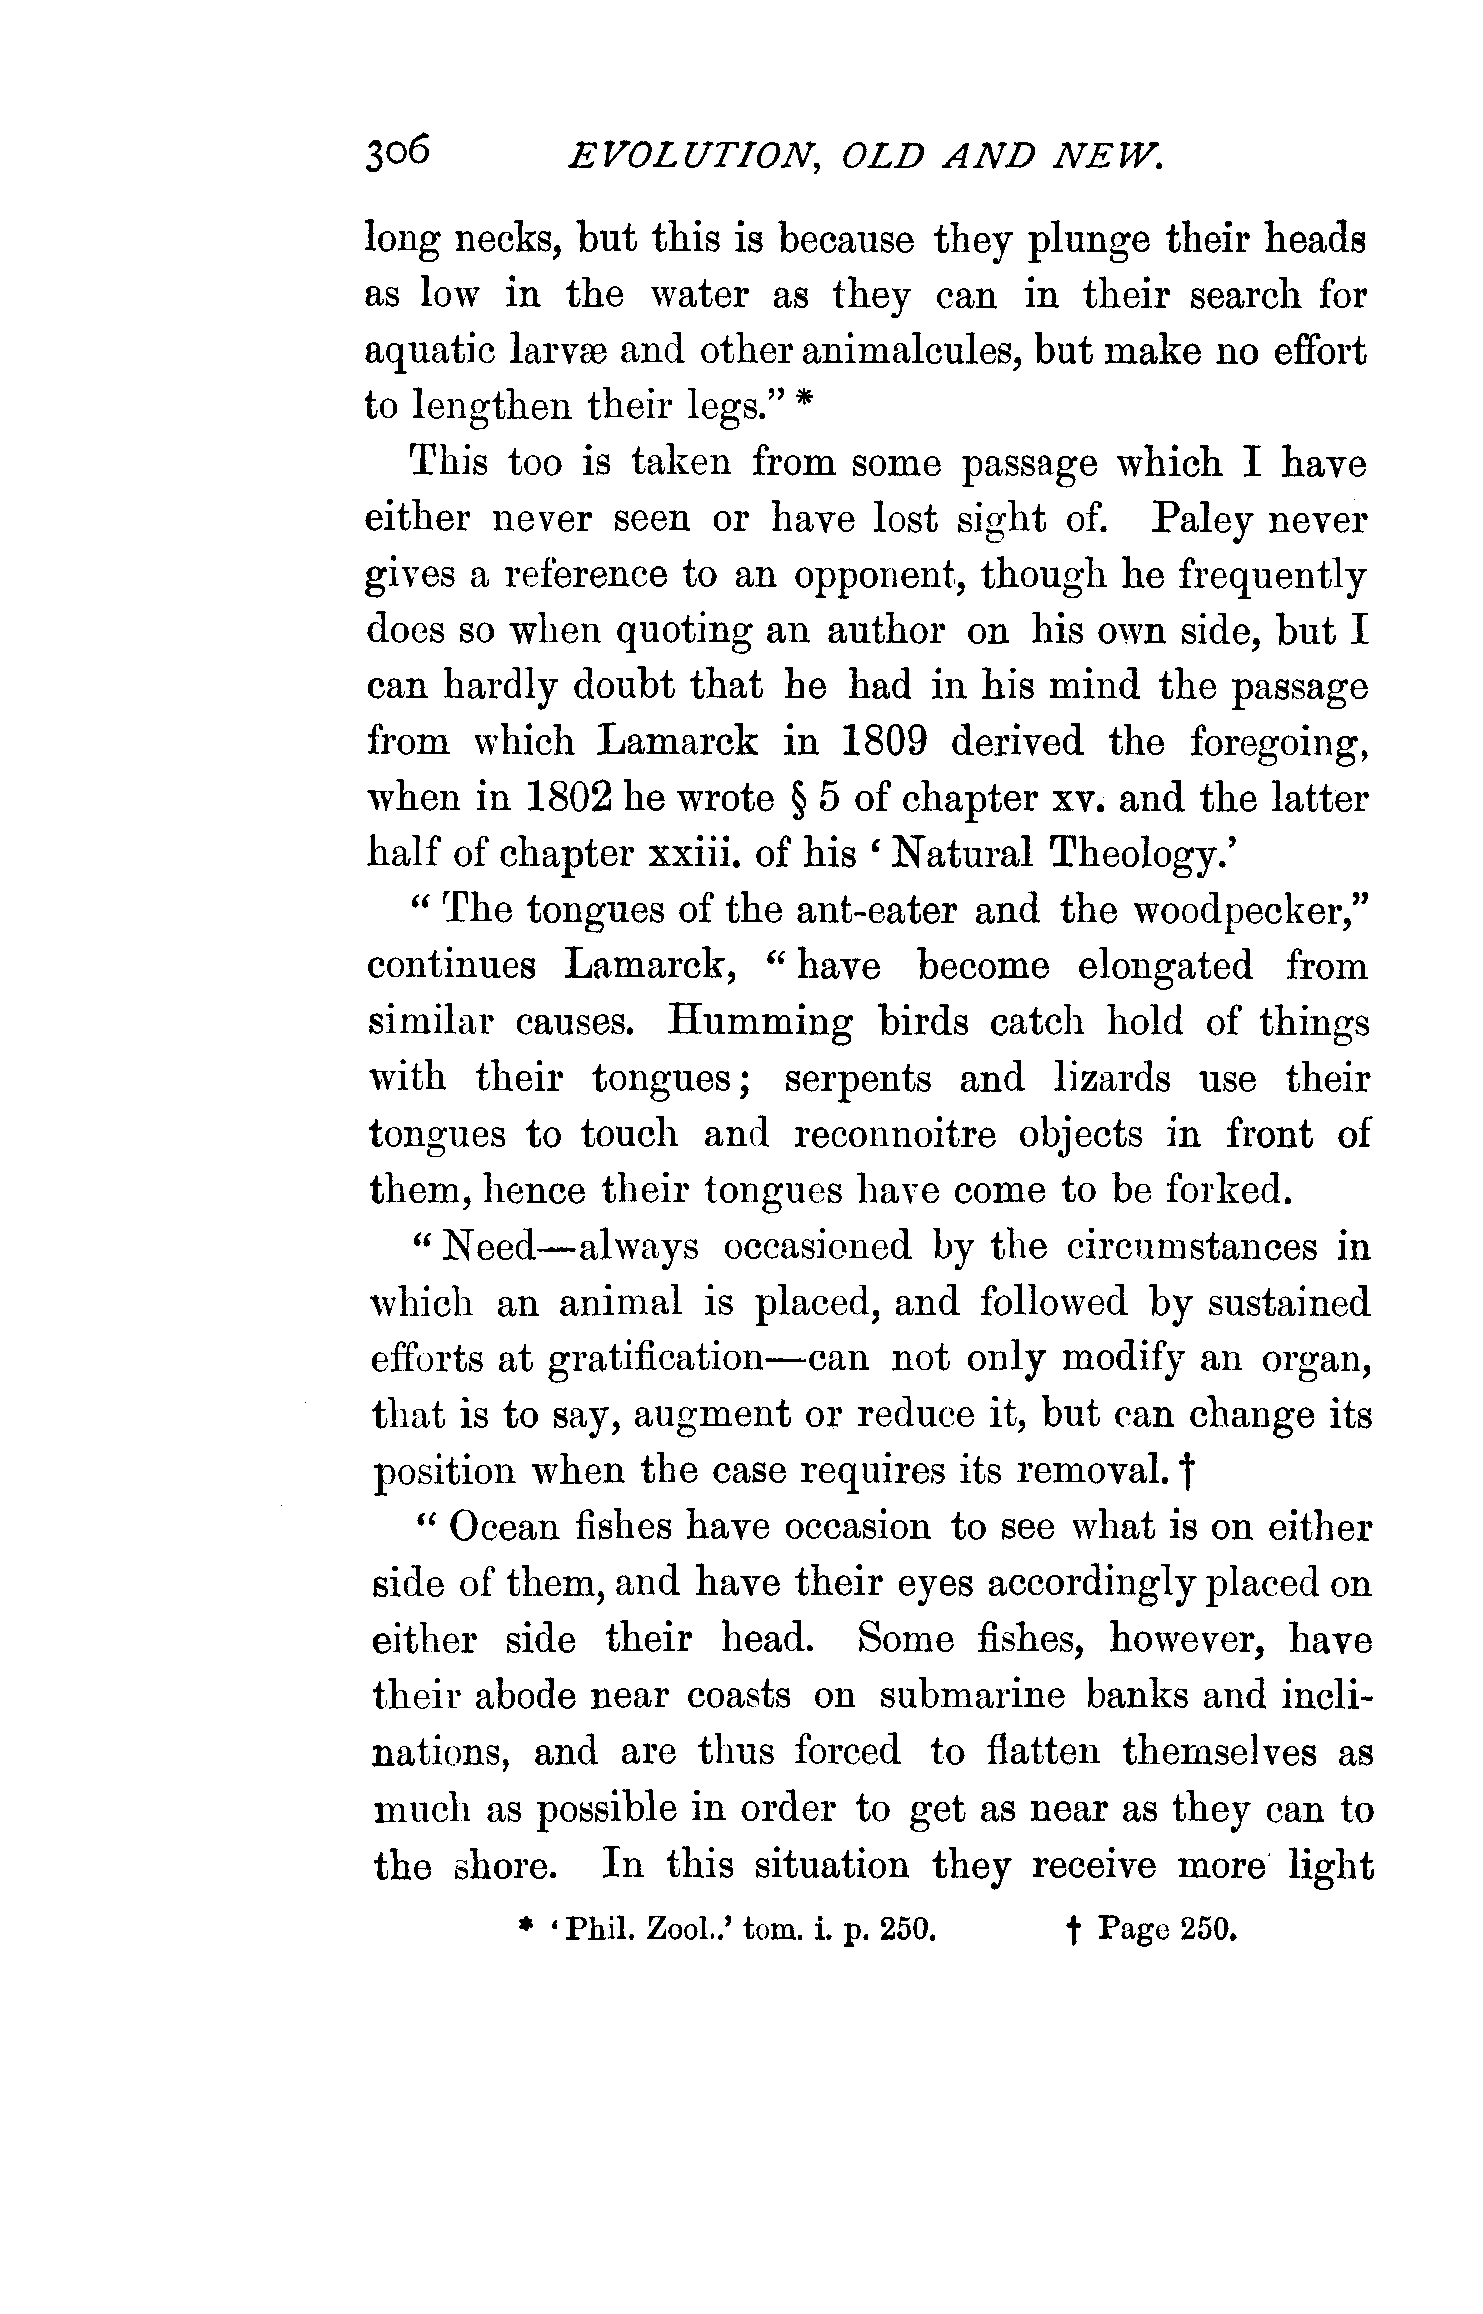 306 EVOLUTION, OLD AND NEW.
long necks, but this is because they plunge their heads
as low in the water as they can in their search for
aquatic larvæ and other animalcules, but make no effort
to lengthen their legs.” *
This too is taken from some passage which I have
either never seen or have lost sight of. Paley never
gives a reference to an opponent, though he frequently
does so when quoting an author on his own side, but I
can hardly doubt that he had in his mind the passage
from which Lamarck in 1809 derived the foregoing,
when in 1802 he wrote § 5 of chapter xv. and the latter
half of chapter xxiii. of his ‘ Natural Theology.’
“ The tongues of the ant-eater and the woodpecker,”
continues Lamarck, “ have become elongated from
similar causes. Humming birds catch hold of things
with their tongues; serpents and lizards use their
tongues to touch and reconnoitre objects in front of
them, hence their tongues have come to be forked.
“ Need—always occasioned by the circumstances in
which an animal is placed, and followed by sustained
efforts at gratification—can not only modify an organ,
that is to say, augment or reduce it, but can change its
position when the case requires its removal. †
“ Ocean fishes have occasion to see what is on either
side of them, and have their eyes accordingly placed on
either side their head. Some fishes, however, have
their abode near coasts on submarine banks and incli-
nations, and are thus forced to flatten themselves as
much as possible in order to get as near as they can to
the shore. In this situation they receive more light
* ‘Phil. Zool.,’ tom. i. p. 250. † Page 250.